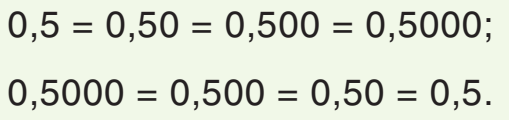 0,5 = 0,50 = 0,500 = 0,5000;
0,5000 = 0,500 = 0,50 = 0,5.